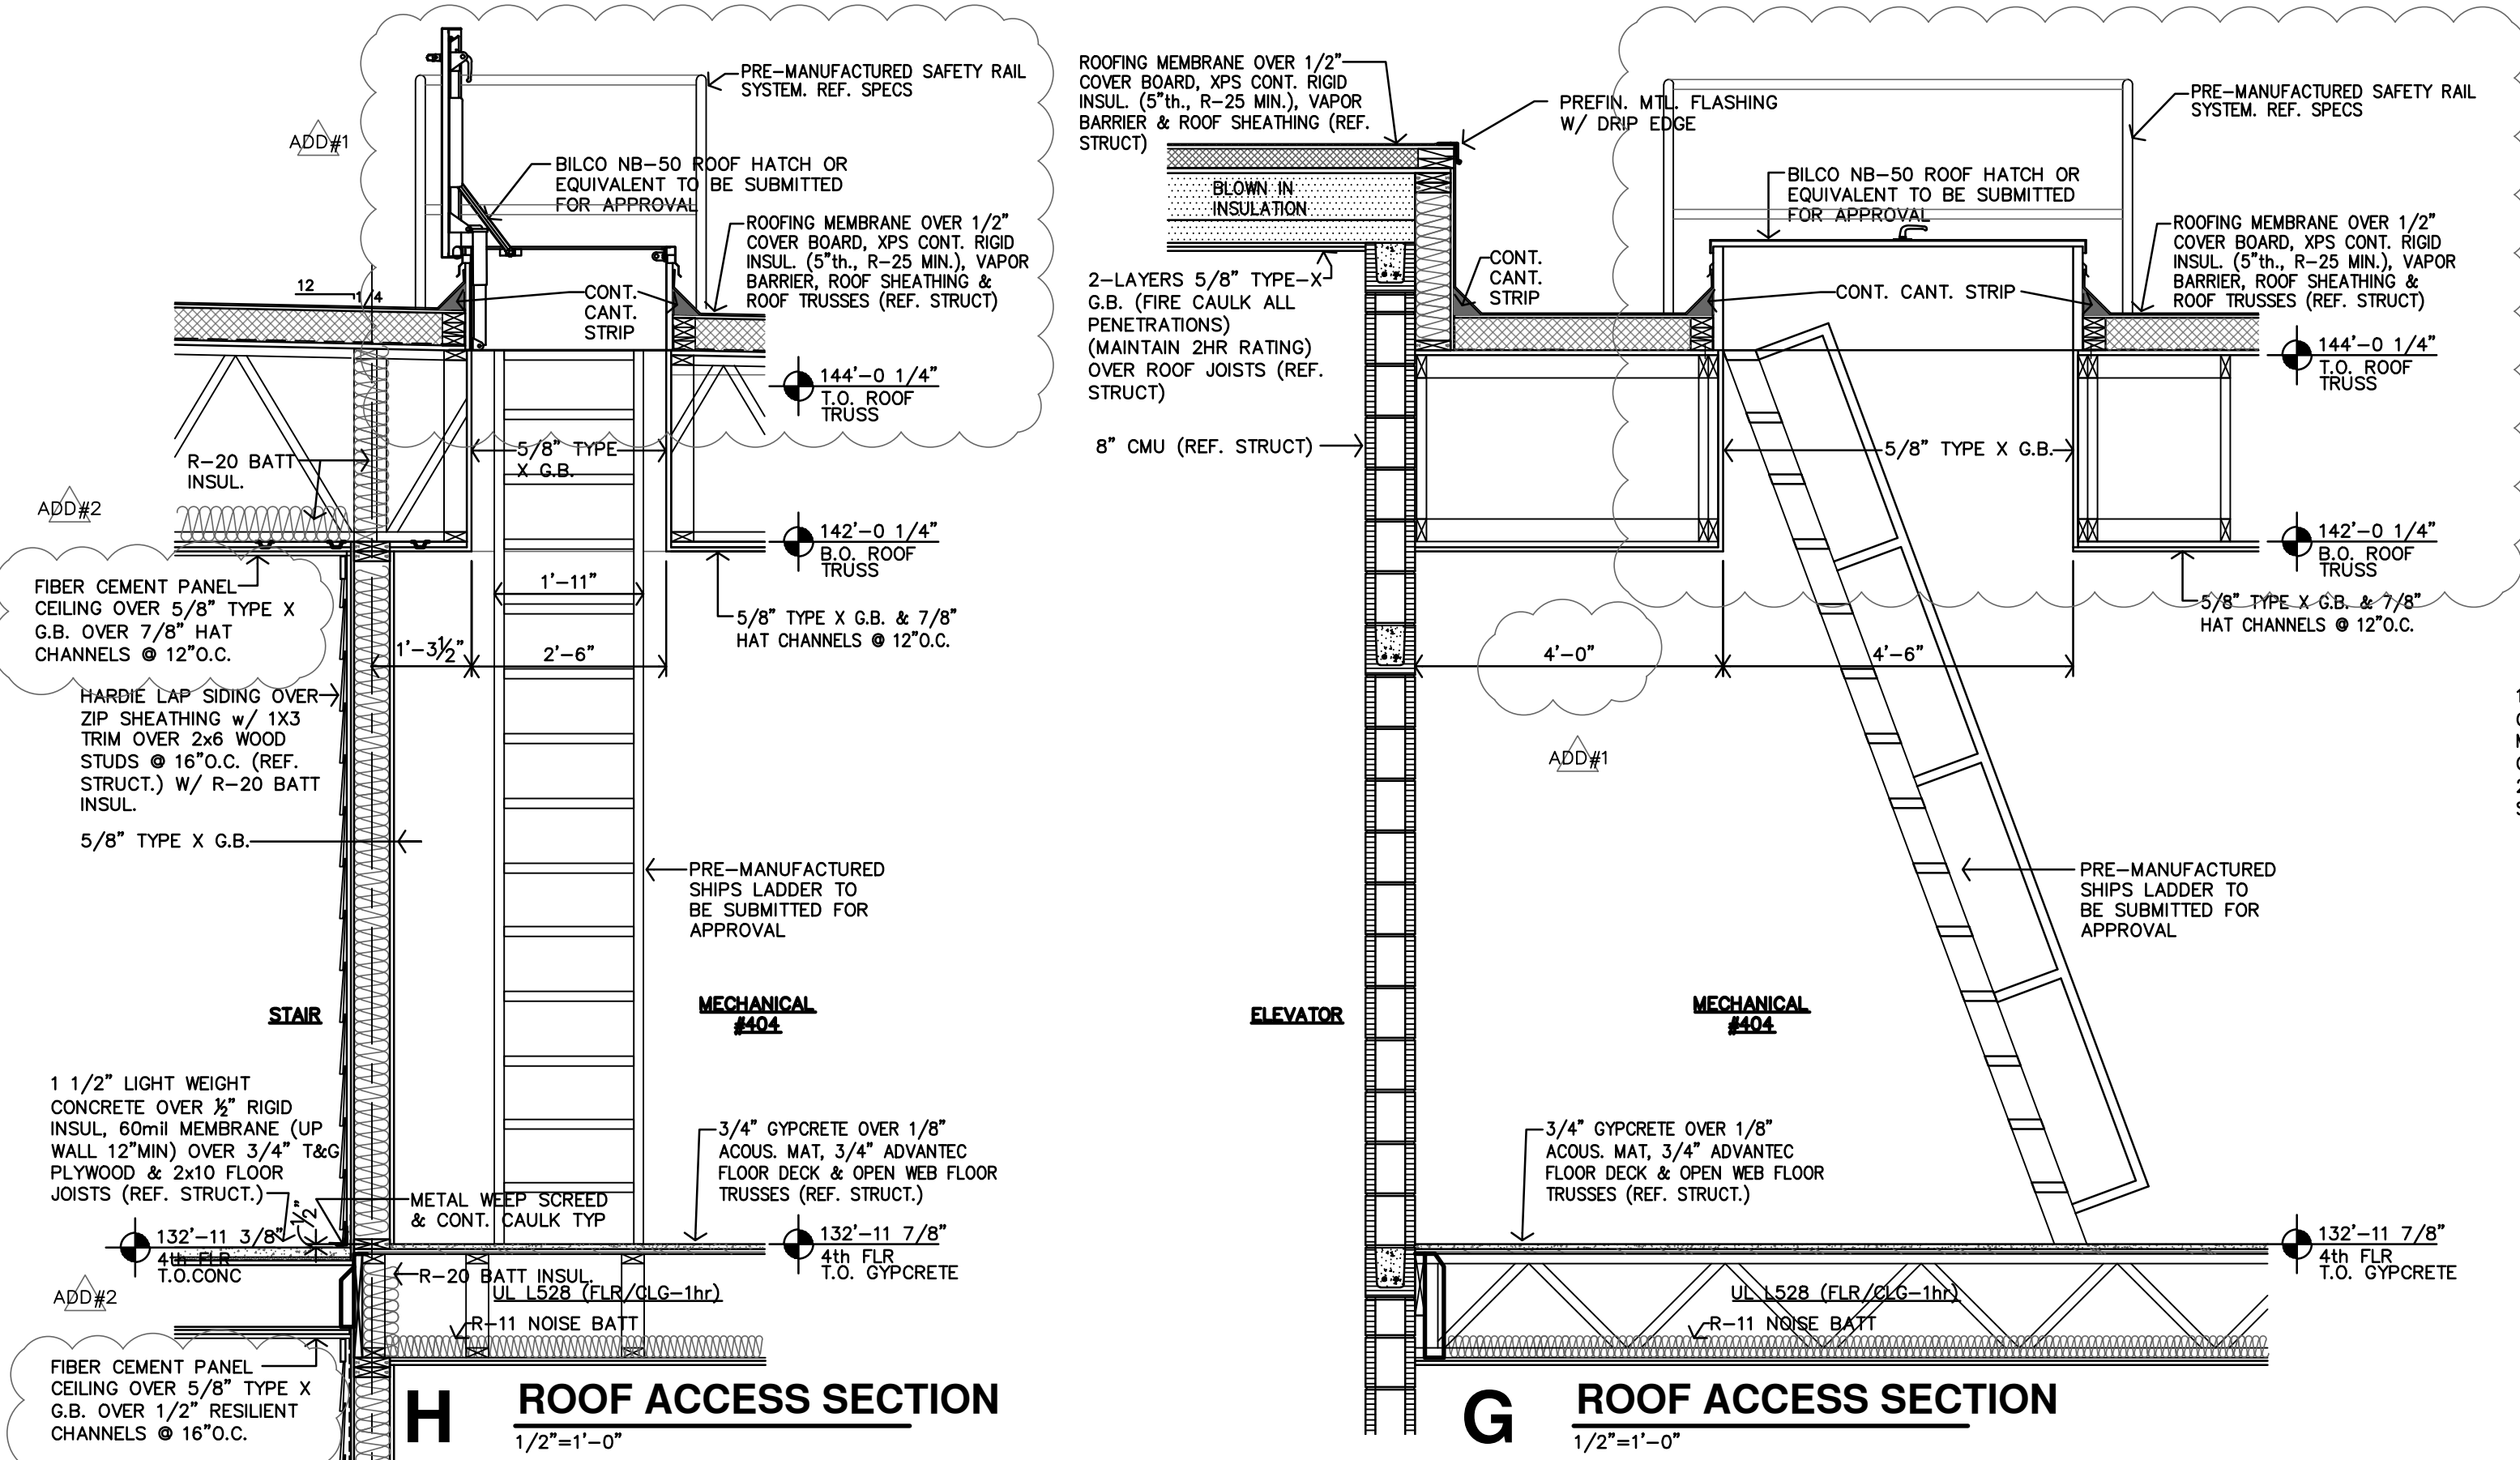 PRE-MANUFACTURED SAFETY RAIL
SYSTEM. REF. SPECS
ADD#1
BILCO NB-50 ROOF HATCH OR
EQUIVALENT TO BE SUBMITTED
FOR APPROVAL
ROOFING MEMBRANE OVER 1/2"
COVER BOARD, XPS CONT. RIGID
INSUL. (5"th., R-25 MIN.), VAPOR
BARRIER, ROOF SHEATHING &
ROOF TRUSSES (REF. STRUCT)
12
1/4
CONT.
CANT.
STRIP
144'-0 1/4"
T.O. ROOF
TRUSS
5/8" TYPE
X G.B.
R-20 BATT
INSUL.
ADD#2
142'-0 1/4"
B.O. ROOF
TRUSS
FIBER CEMENT PANEL
CEILING OVER 5/8" TYPE X
G.B. OVER 7/8" HAT
CHANNELS @ 12"O.C.
1'-11"
5/8" TYPE X G.B. & 7/8"
HAT CHANNELS @ 12"O.C.
1'-3½"
2'-6"
HARDIE LAP SIDING OVER
ZIP SHEATHING w/ 1X3
TRIM OVER 2x6 WOOD
STUDS @ 16"O.C. (REF.
STRUCT.) W/ R-20 BATT
INSUL.
5/8" TYPE X G.B.
PRE-MANUFACTURED
SHIPS LADDER TO
BE SUBMITTED FOR
APPROVAL
STAIR
MECHANICAL
#404
1 1/2" LIGHT WEIGHT
CONCRETE OVER ½" RIGID
INSUL, 60mil MEMBRANE (UP
WALL 12"MIN) OVER 3/4" T&G
PLYWOOD & 2x10 FLOOR
JOISTS (REF. STRUCT.)
3/4" GYPCRETE OVER 1/8"
ACOUS. MAT, 3/4" ADVANTEC
FLOOR DECK & OPEN WEB FLOOR
TRUSSES (REF. STRUCT.)
METAL WEEP SCREED
& CONT. CAULK TYP
½"
132'-11 3/8"
4th FLR
T.O.CONC
132'-11 7/8"
4th FLR
T.O. GYPCRETE
R-20 BATT INSUL.
UL L528 (FLR/CLG-1hr)
ADD#2
R-11 NOISE BATT
FIBER CEMENT PANEL
CEILING OVER 5/8" TYPE X
G.B. OVER 1/2" RESILIENT
CHANNELS @ 16"O.C.
H
ROOF ACCESS SECTION
1/2"=1'-0"
ROOFING MEMBRANE OVER 1/2"
COVER BOARD, XPS CONT. RIGID
INSUL. (5"th., R-25 MIN.), VAPOR
BARRIER & ROOF SHEATHING (REF.
STRUCT)
PREFIN. MTL. FLASHING
W/ DRIP EDGE
PRE-MANUFACTURED SAFETY RAIL
SYSTEM. REF. SPECS
BLOWN IN
INSULATION
BILCO NB-50 ROOF HATCH OR
EQUIVALENT TO BE SUBMITTED
FOR APPROVAL
ROOFING MEMBRANE OVER 1/2"
COVER BOARD, XPS CONT. RIGID
INSUL. (5"th., R-25 MIN.), VAPOR
BARRIER, ROOF SHEATHING &
ROOF TRUSSES (REF. STRUCT)
2-LAYERS 5/8" TYPE-X
G.B. (FIRE CAULK ALL
PENETRATIONS)
(MAINTAIN 2HR RATING)
OVER ROOF JOISTS (REF.
STRUCT)
CONT.
CANT.
STRIP
CONT. CANT. STRIP
144'-0 1/4"
T.O. ROOF
TRUSS
8" CMU (REF. STRUCT)
5/8" TYPE X G.B.
142'-0 1/4"
B.O. ROOF
TRUSS
5/8" TYPE X G.B. & 7/8"
HAT CHANNELS @ 12"O.C.
4'-0"
4'-6"
ADD#1
PRE-MANUFACTURED
SHIPS LADDER TO
BE SUBMITTED FOR
APPROVAL
ELEVATOR
MECHANICAL
#404
3/4" GYPCRETE OVER 1/8"
ACOUS. MAT, 3/4" ADVANTEC
FLOOR DECK & OPEN WEB FLOOR
TRUSSES (REF. STRUCT.)
132'-11 7/8"
4th FLR
T.O. GYPCRETE
UL L528 (FLR/CLG-1hr)
R-11 NOISE BATT
G
ROOF ACCESS SECTION
1/2"=1'-0"